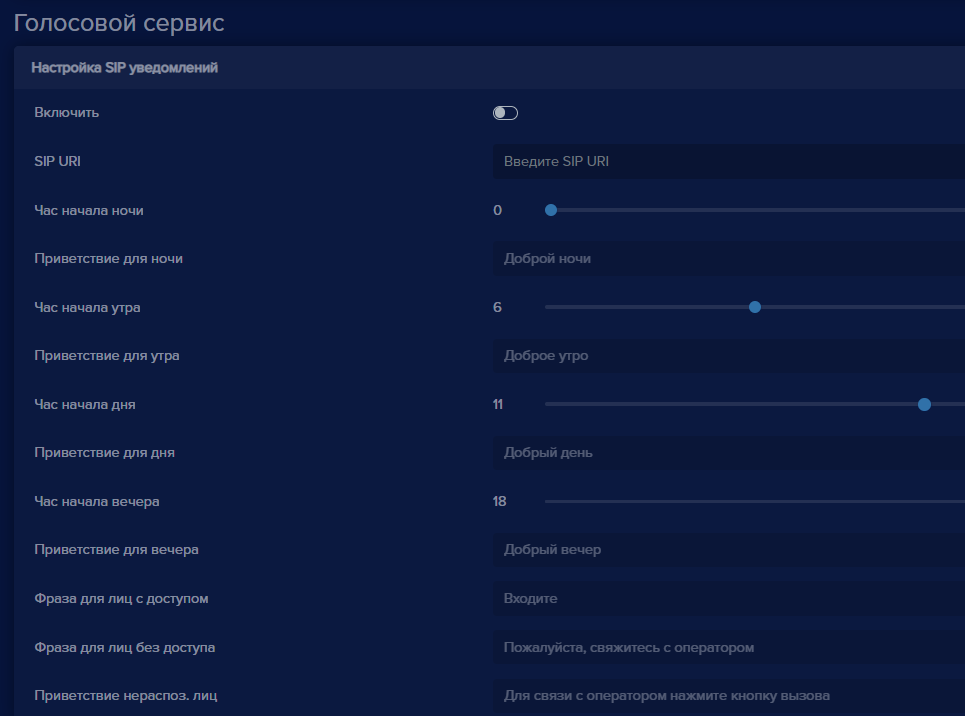 Голосовой сервис
Настройка SIP уведомлений
Включить
SIP URI Введите SIP URI
Час начала ночи 0
Приветствие для ночи Доброй ночи
Час начала утра 6
Приветствие для утра Доброе утро
Час начала дня 11
Приветствие для дня Добрый день
Час начала вечера 18
Приветствие для вечера Добрый вечер
Фраза для лиц с доступом Входите
Фраза для лиц без доступа Пожалуйста, свяжитесь с оператором
Приветствие нераспоз. лиц Для связи с оператором нажмите кнопку вызова